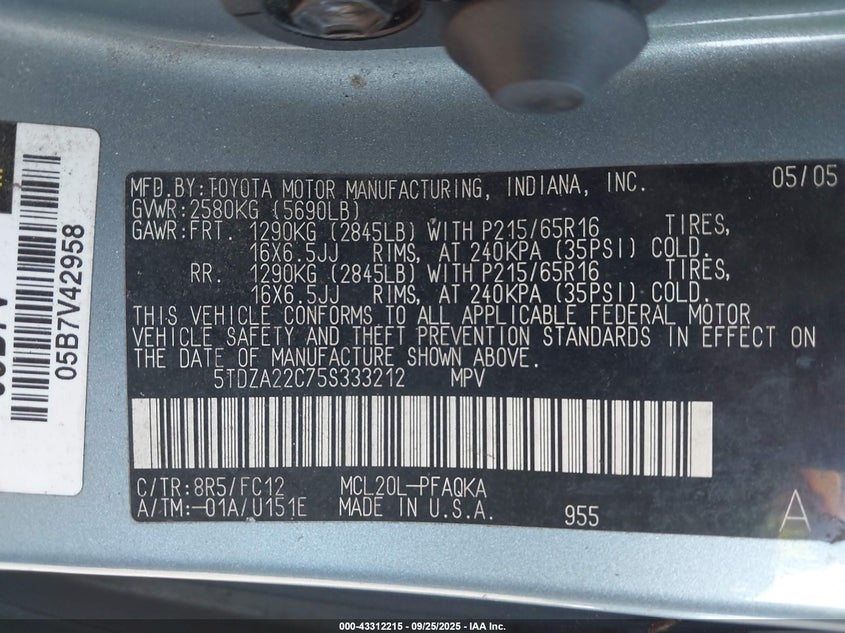 MFD.BY:TOYOTA MOTOR MANUFACTURING, INDIANA, INC. 05/05
GVWR:2580KG (5690LB)
GAWR:FRT. 1290KG (2845LB) WITH P215/65R16 TIRES,
16X6.5JJ RIMS, AT 240KPA (35PSI) COLD.
RR. 1290KG (2845LB) WITH P215/65R16 TIRES,
16X6.5JJ RIMS, AT 240KPA (35PSI) COLD.
THIS VEHICLE CONFORMS TO ALL APPLICABLE FEDERAL MOTOR
VEHICLE SAFETY AND THEFT PREVENTION STANDARDS IN EFFECT ON
THE DATE OF MANUFACTURE SHOWN ABOVE.
5TDZA22C75S333212 MPV
C/TR:8R5/FC12 MCL20L-PFAQKA
A/TM:-01A/U151E MADE IN U.S.A. 955 A
05B7V42958
000-43312215 - 09/25/2025 - IAA Inc.